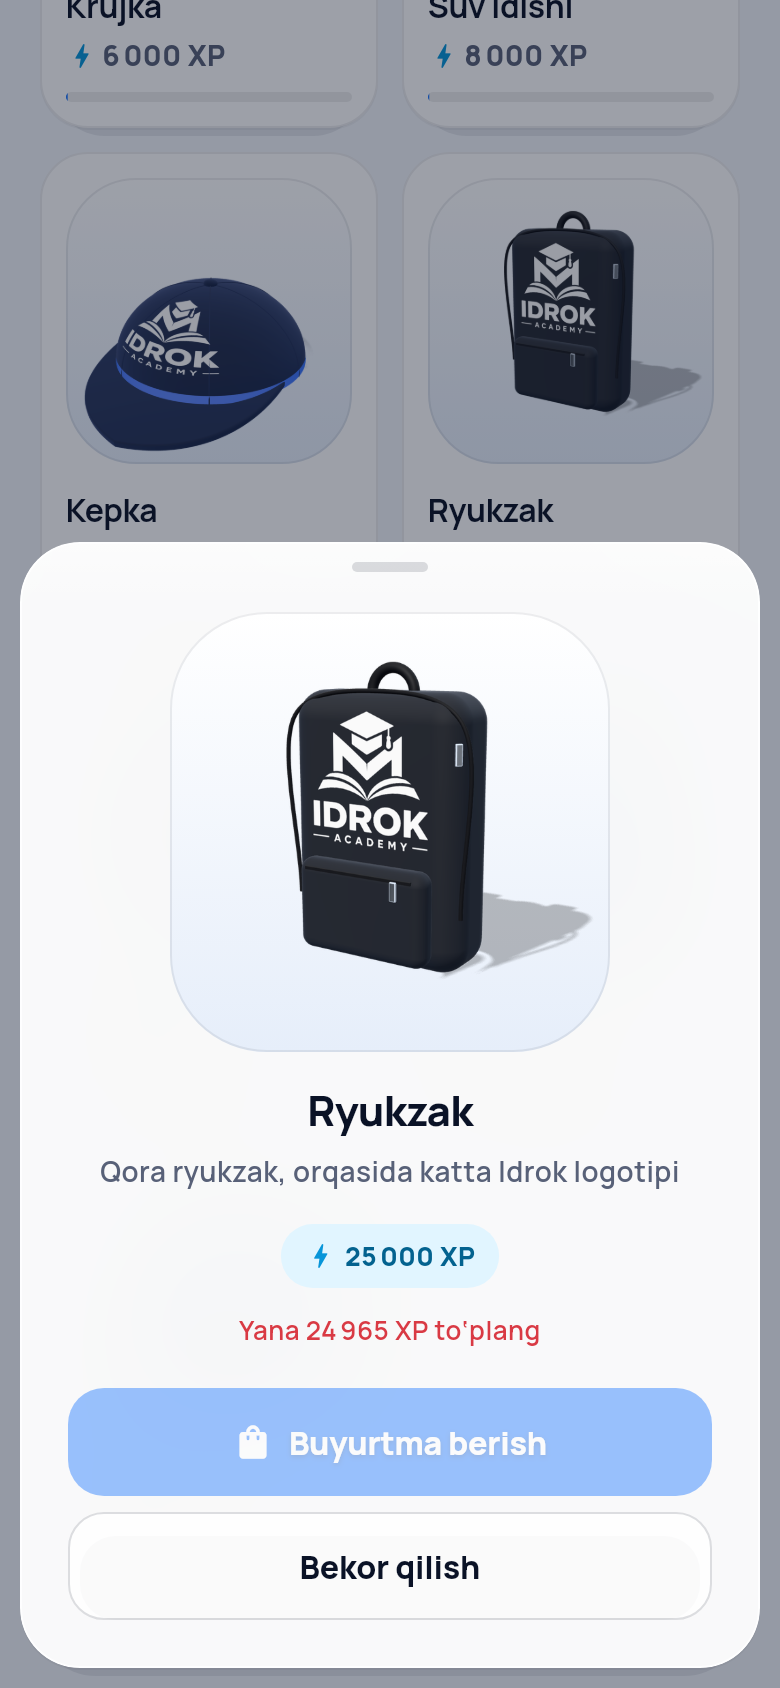 Krujka
Suv idishi
6 000 XP
8 000 XP
IDROK
ACADEMY
IDROK
ACADEMY
Kepka
Ryukzak
IDROK
ACADEMY
Ryukzak
Qora ryukzak, orqasida katta Idrok logotipi
25 000 XP
Yana 24 965 XP to‘plang
Buyurtma berish
Bekor qilish